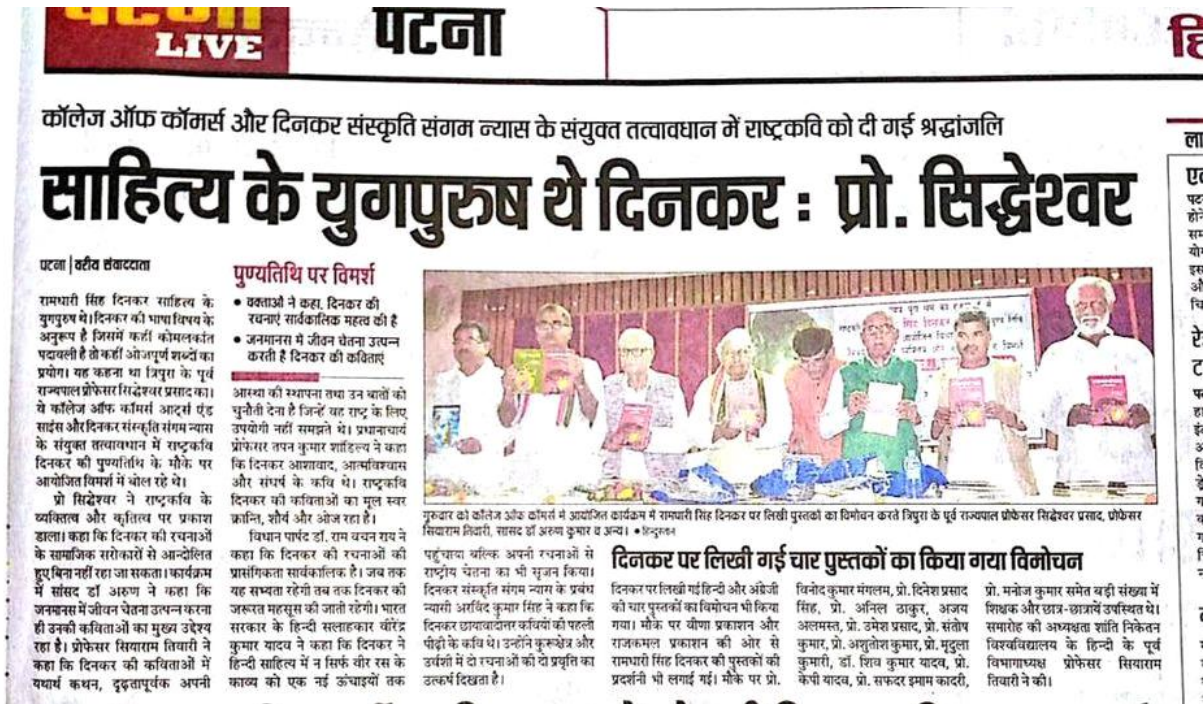 LIVE
पटना
कॉलेज ऑफ कॉमर्स और दिनकर संस्कृति संगम न्यास के संयुक्त तत्वावधान में राष्ट्रकवि को दी गई श्रद्धांजलि
साहित्य के युगपुरुष थे दिनकर : प्रो. सिद्धेश्वर
पटना | वरीय संवाददाता
रामधारी सिंह दिनकर साहित्य के
युगपुरुष थे। दिनकर की भाषा विषय के
अनुरूप है जिसमें कहीं कोमलकांत
पदावली है तो कहीं ओजपूर्ण शब्दों का
प्रयोग। यह कहना था त्रिपुरा के पूर्व
राज्यपाल प्रोफेसर सिद्धेश्वर प्रसाद का।
वे कॉलेज ऑफ कॉमर्स आर्ट्स एंड
साइंस और दिनकर संस्कृति संगम न्यास
के संयुक्त तत्वावधान में राष्ट्रकवि
दिनकर की पुण्यतिथि के मौके पर
आयोजित विमर्श में बोल रहे थे।
प्रो सिद्धेश्वर ने राष्ट्रकवि के
व्यक्तित्व और कृतित्व पर प्रकाश
डाला। कहा कि दिनकर की रचनाओं
के सामाजिक सरोकारों से आन्दोलित
हुए बिना नहीं रहा जा सकता। कार्यक्रम
में सांसद डॉ अरुण ने कहा कि
जनमानस में जीवन चेतना उत्पन्न करना
ही उनकी कविताओं का मुख्य उद्देश्य
रहा है। प्रोफेसर सियाराम तिवारी ने
कहा कि दिनकर की कविताओं में
यथार्थ कथन, दृढ़तापूर्वक अपनी
पुण्यतिथि पर विमर्श
• वक्ताओं ने कहा, दिनकर की
रचनाएं सार्वकालिक महत्व की है
• जनमानस में जीवन चेतना उत्पन्न
करती है दिनकर की कविताएं
आस्था की स्थापना तथा उन बातों को
चुनौती देना है जिन्हें वह राष्ट्र के लिए
उपयोगी नहीं समझते थे। प्रधानाचार्य
प्रोफेसर तपन कुमार शांडिल्य ने कहा
कि दिनकर आशावाद, आत्मविश्वास
और संघर्ष के कवि थे। राष्ट्रकवि
दिनकर की कविताओं का मूल स्वर
क्रान्ति, शौर्य और ओज रहा है।
विधान पार्षद डॉ. राम वचन राय ने
कहा कि दिनकर की रचनाओं की
प्रासंगिकता सार्वकालिक है। जब तक
यह सभ्यता रहेगी तब तक दिनकर की
जरूरत महसूस की जाती रहेगी। भारत
सरकार के हिन्दी सलाहकार वीरेंद्र
कुमार यादव ने कहा कि दिनकर ने
हिन्दी साहित्य में न सिर्फ वीर रस के
काव्य को एक नई ऊंचाइयों तक
गुरुवार को कॉलेज ऑफ कॉमर्स में आयोजित कार्यक्रम में रामधारी सिंह दिनकर पर लिखी पुस्तकों का विमोचन करते त्रिपुरा के पूर्व राज्यपाल प्रोफेसर सिद्धेश्वर प्रसाद, प्रोफेसर
सियाराम तिवारी, सांसद डॉ अरुण कुमार व अन्य। • हिन्दुस्तान
पहुंचाया बल्कि अपनी रचनाओं से
राष्ट्रीय चेतना का भी सृजन किया।
दिनकर संस्कृति संगम न्यास के प्रबंध
न्यासी अरविंद कुमार सिंह ने कहा कि
दिनकर छायावादोत्तर कवियों की पहली
पीढ़ी के कवि थे। उन्होंने कुरूक्षेत्र और
उर्वशी में दो रचनाओं की दो प्रवृति का
उत्कर्ष दिखता है।
दिनकर पर लिखी गई चार पुस्तकों का किया गया विमोचन
दिनकर पर लिखी गई हिन्दी और अंग्रेजी
की चार पुस्तकों का विमोचन भी किया
गया। मौके पर वीणा प्रकाशन और
राजकमल प्रकाशन की ओर से
रामधारी सिंह दिनकर की पुस्तकों की
प्रदर्शनी भी लगाई गई। मौके पर प्रो.
विनोद कुमार मंगलम, प्रो. दिनेश प्रसाद
सिंह, प्रो. अनिल ठाकुर, अजय
अलमस्त, प्रो. उमेश प्रसाद, प्रो. संतोष
कुमार, प्रो. अशुतोश कुमार, प्रो. मृदुला
कुमारी, डॉ. शिव कुमार यादव, प्रो.
केपी यादव, प्रो. सफदर इमाम कादरी,
प्रो. मनोज कुमार समेत बड़ी संख्या में
शिक्षक और छात्र-छात्रायें उपस्थित थे।
समारोह की अध्यक्षता शांति निकेतन
विश्वविद्यालय के हिन्दी के पूर्व
विभागाध्यक्ष प्रोफेसर सियाराम
तिवारी ने की।